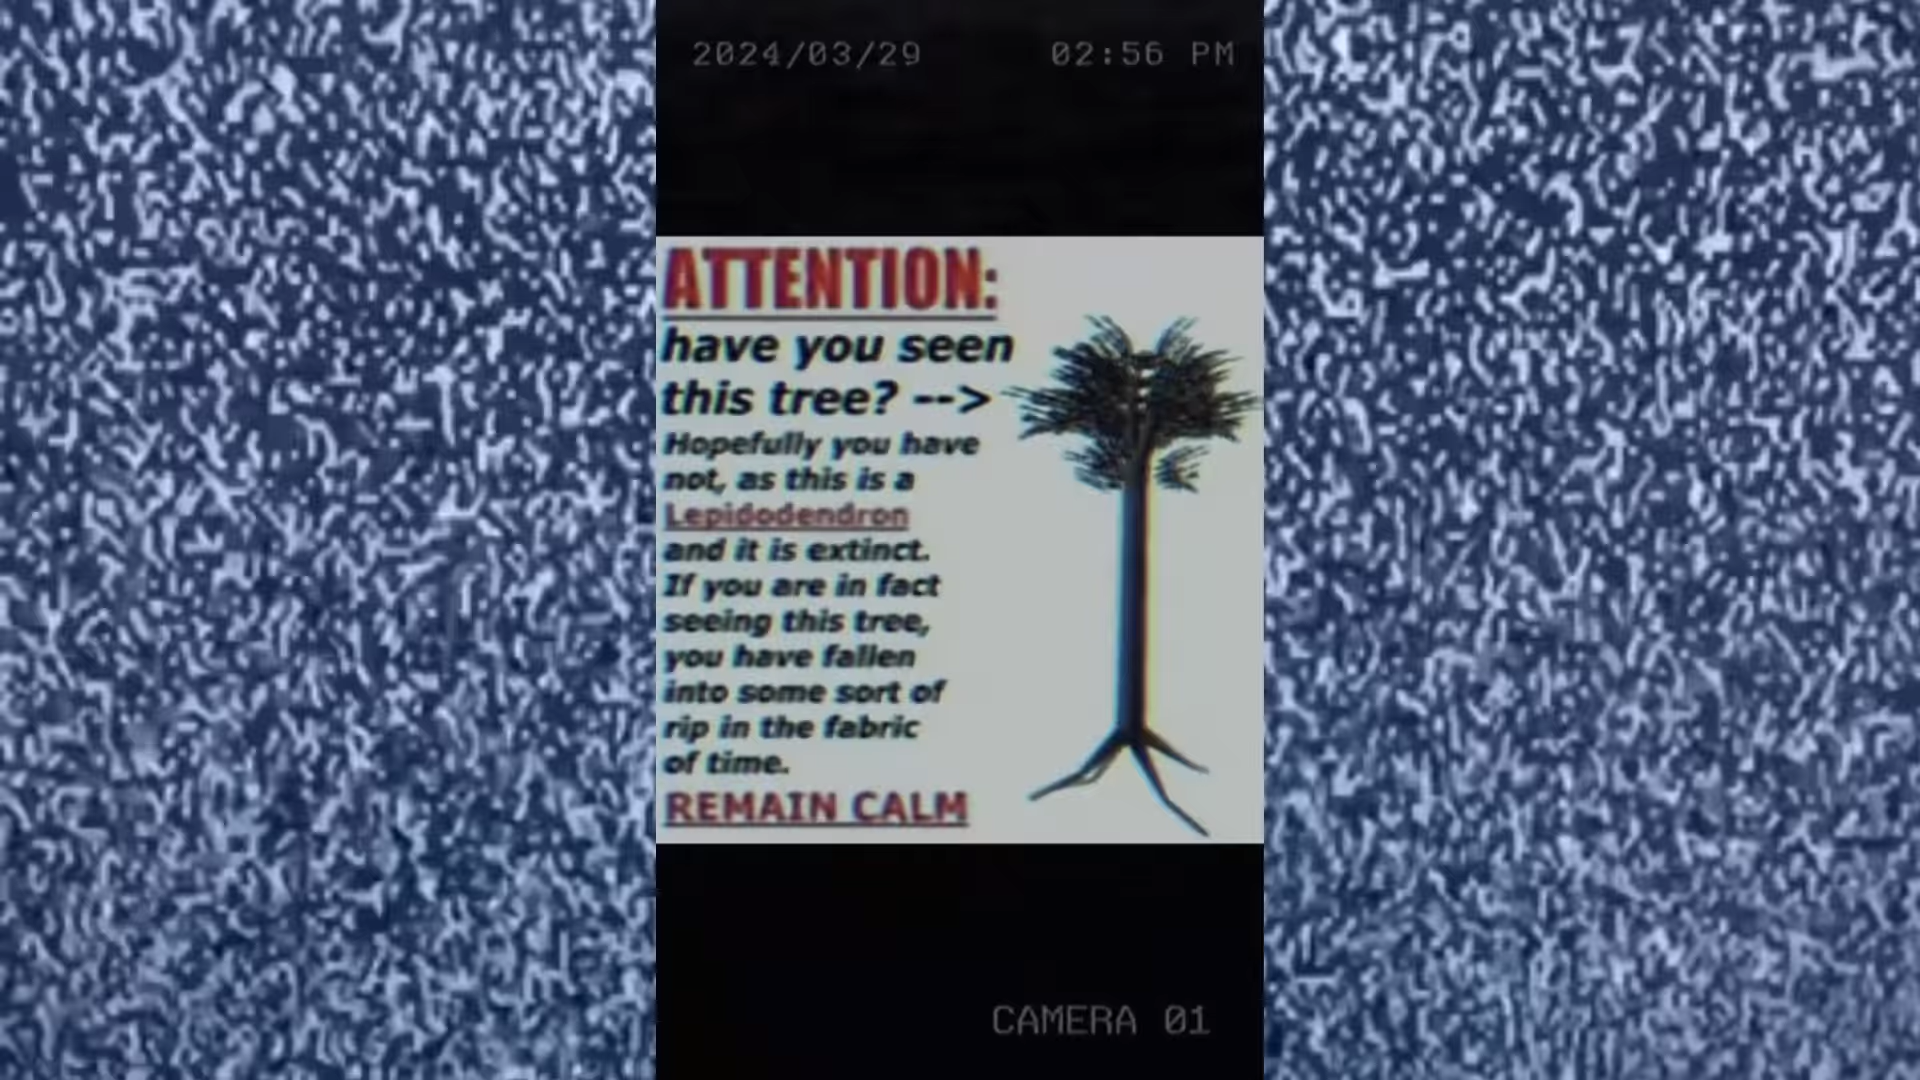 2024/03/29 02:56 PM
ATTENTION:
have you seen
this tree? -->
Hopefully you have
not, as this is a
Lepidodendron
and it is extinct.
If you are in fact
seeing this tree,
you have fallen
into some sort of
rip in the fabric
of time.
REMAIN CALM
CAMERA 01